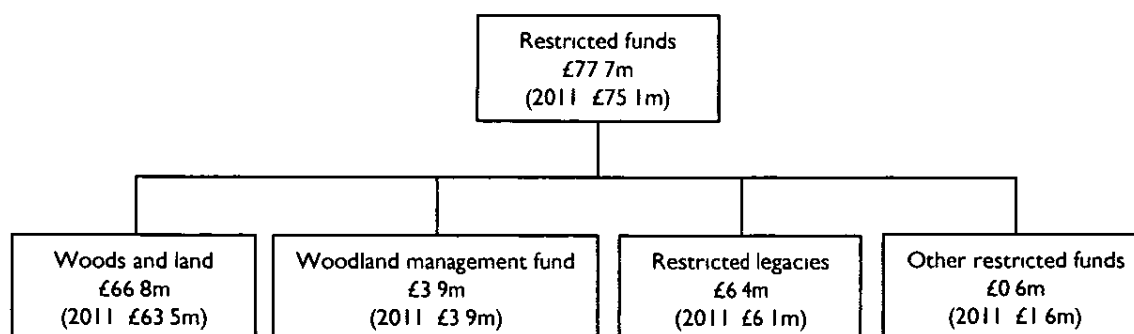 Restricted funds
£77 7m
(2011 £75 1m)
Woods and land
£66 8m
(2011 £63 5m)
Woodland management fund
£3 9m
(2011 £3 9m)
Restricted legacies
£6 4m
(2011 £6 1m)
Other restricted funds
£0 6m
(2011 £1 6m)